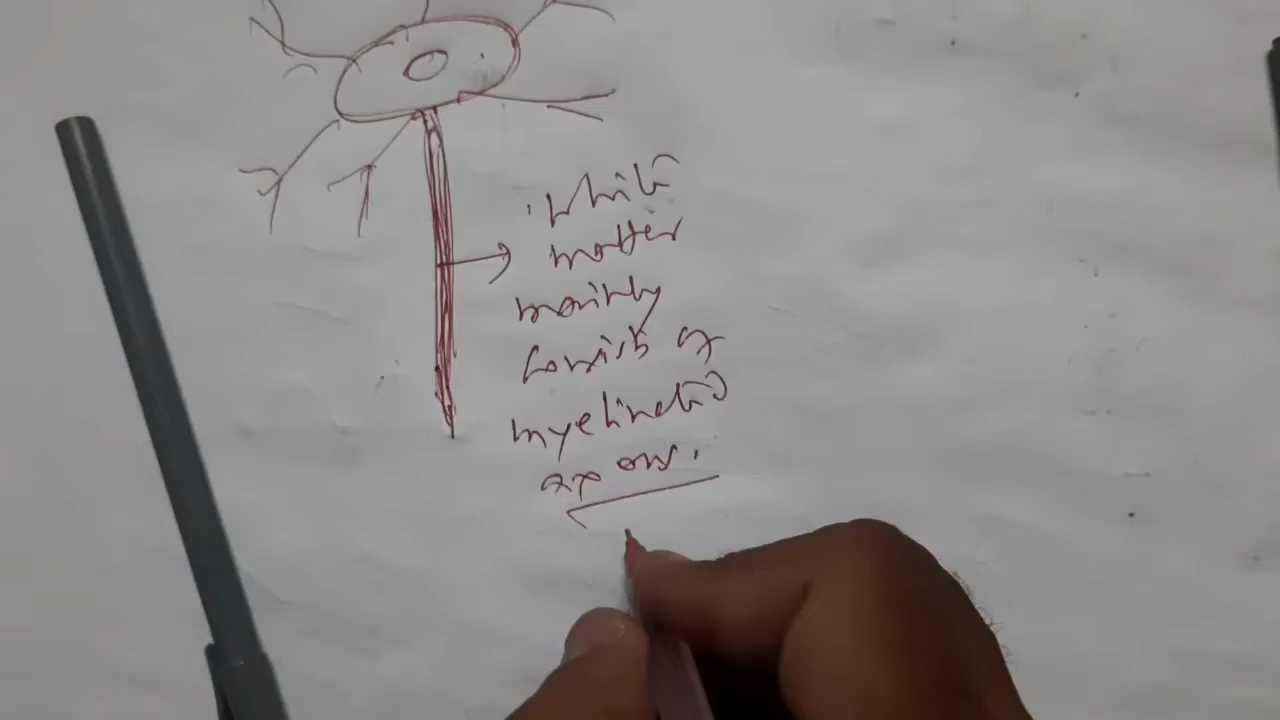 White
matter
mainly
consists of
myelinated
axons.